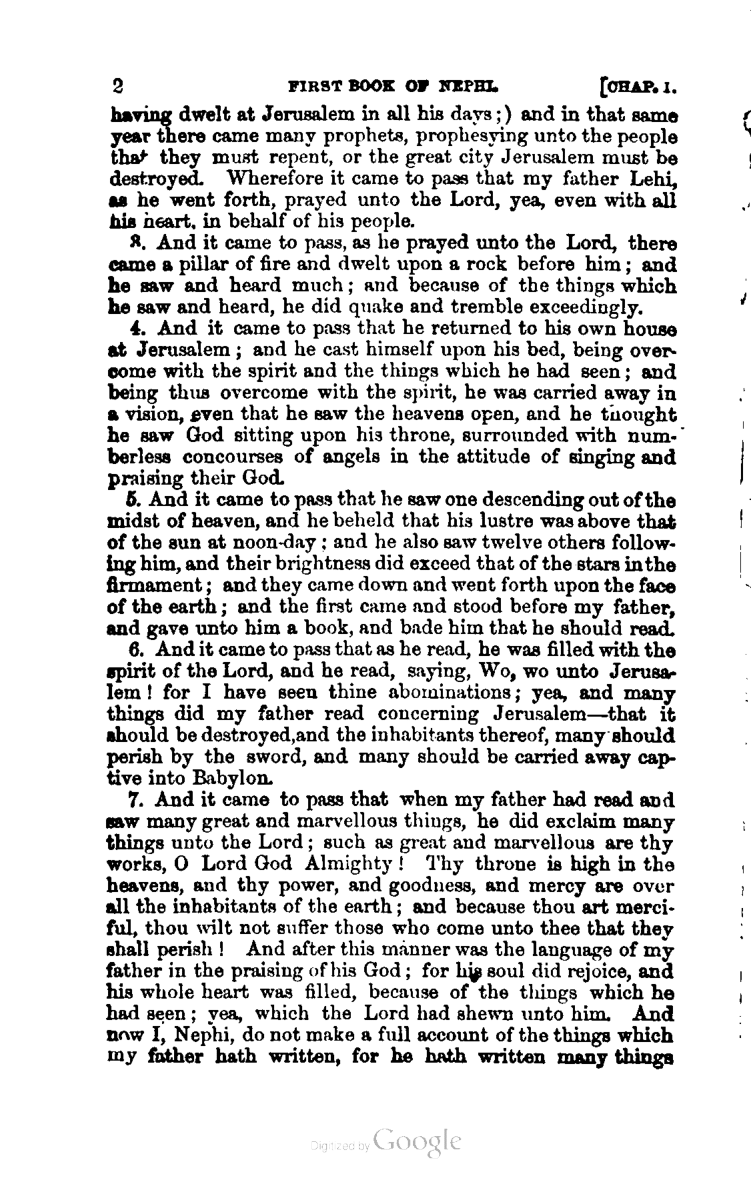 2 FIRST BOOK OF NEPHI. [CHAP. I.
having dwelt at Jerusalem in all his days;) and in that same
year there came many prophets, prophesying unto the people
that they must repent, or the great city Jerusalem must be
destroyed. Wherefore it came to pass that my father Lehi,
as he went forth, prayed unto the Lord, yea, even with all
his heart, in behalf of his people.
3. And it came to pass, as he prayed unto the Lord, there
came a pillar of fire and dwelt upon a rock before him; and
he saw and heard much; and because of the things which
he saw and heard, he did quake and tremble exceedingly.
4. And it came to pass that he returned to his own house
at Jerusalem; and he cast himself upon his bed, being over-
come with the spirit and the things which he had seen; and
being thus overcome with the spirit, he was carried away in
a vision, even that he saw the heavens open, and he thought
he saw God sitting upon his throne, surrounded with num-
berless concourses of angels in the attitude of singing and
praising their God.
5. And it came to pass that he saw one descending out of the
midst of heaven, and he beheld that his lustre was above that
of the sun at noon-day; and he also saw twelve others follow-
ing him, and their brightness did exceed that of the stars in the
firmament; and they came down and went forth upon the face
of the earth; and the first came and stood before my father,
and gave unto him a book, and bade him that he should read.
6. And it came to pass that as he read, he was filled with the
spirit of the Lord, and he read, saying, Wo, wo unto Jerusa-
lem! for I have seen thine abominations; yea, and many
things did my father read concerning Jerusalem—that it
should be destroyed, and the inhabitants thereof, many should
perish by the sword, and many should be carried away cap-
tive into Babylon.
7. And it came to pass that when my father had read and
saw many great and marvellous things, he did exclaim many
things unto the Lord; such as great and marvellous are thy
works, O Lord God Almighty! Thy throne is high in the
heavens, and thy power, and goodness, and mercy are over
all the inhabitants of the earth; and because thou art merci-
ful, thou wilt not suffer those who come unto thee that they
shall perish! And after this manner was the language of my
father in the praising of his God; for his soul did rejoice, and
his whole heart was filled, because of the things which he
had seen; yea, which the Lord had shewn unto him. And
now I, Nephi, do not make a full account of the things which
my father hath written, for he hath written many things
Digitized by Google